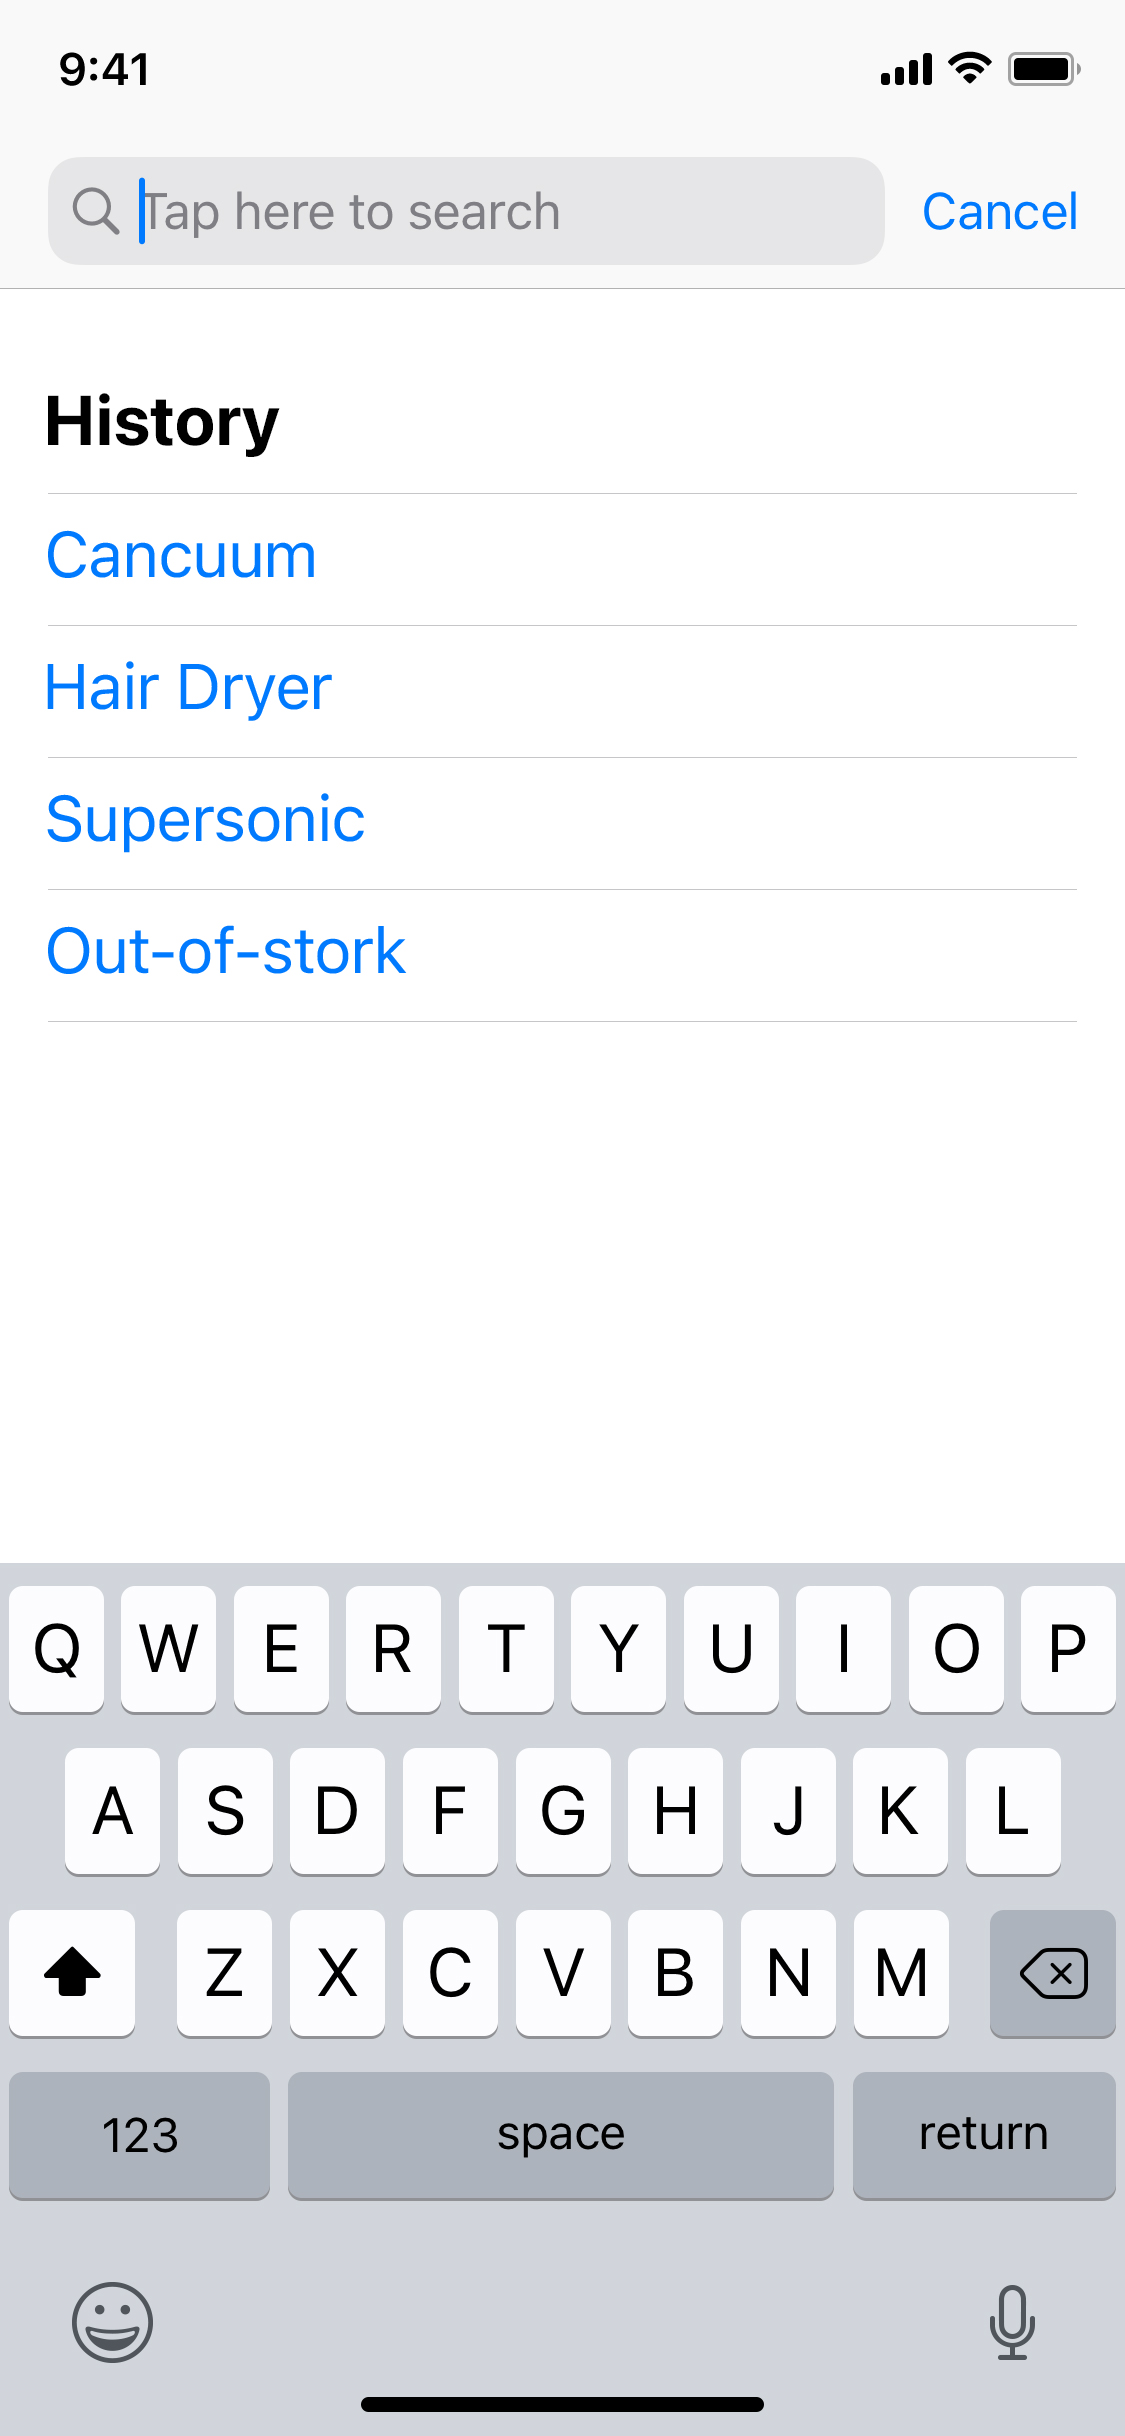 9:41
Tap here to search
Cancel
History
Cancuum
Hair Dryer
Supersonic
Out-of-stork
Q W E R T Y U I O P
A S D F G H J K L
Z X C V B N M
123 space return